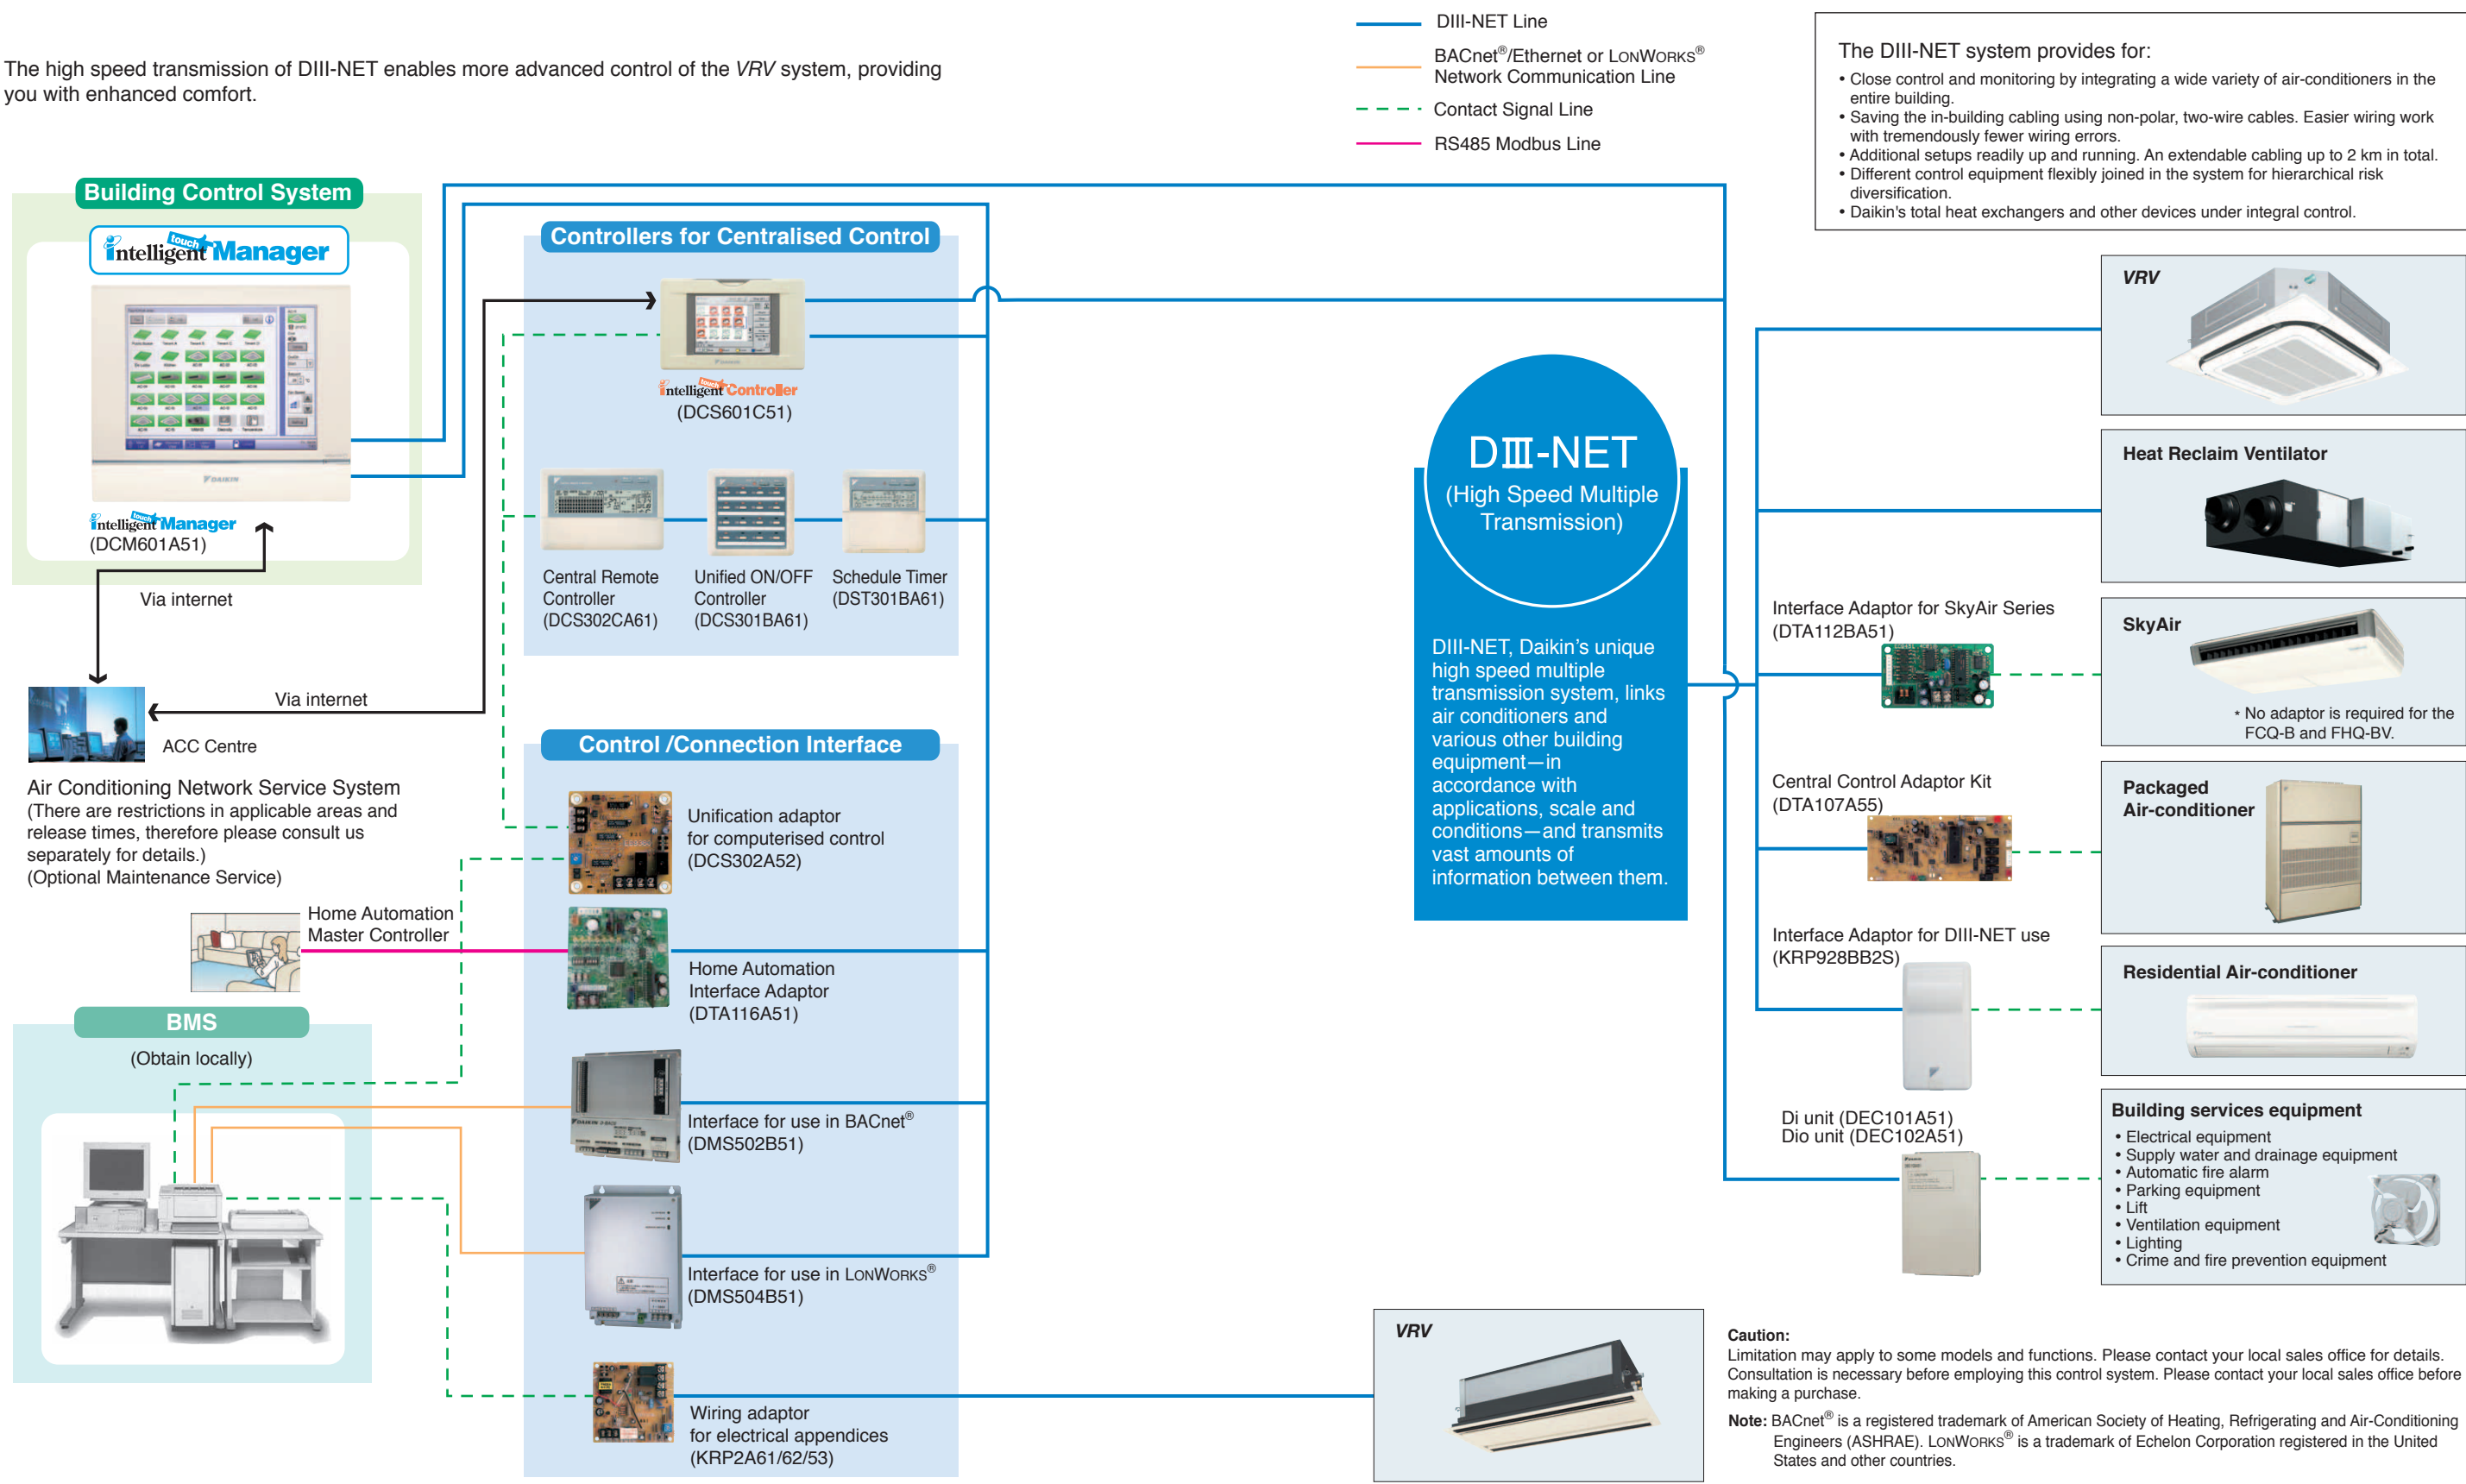 The high speed transmission of DIII-NET enables more advanced control of the VRV system, providing
you with enhanced comfort.
DIII-NET Line
BACnet®/Ethernet or LONWORKS®
Network Communication Line
Contact Signal Line
RS485 Modbus Line
The DIII-NET system provides for:
• Close control and monitoring by integrating a wide variety of air-conditioners in the
entire building.
• Saving the in-building cabling using non-polar, two-wire cables. Easier wiring work
with tremendously fewer wiring errors.
• Additional setups readily up and running. An extendable cabling up to 2 km in total.
• Different control equipment flexibly joined in the system for hierarchical risk
diversification.
• Daikin's total heat exchangers and other devices under integral control.
Building Control System
intelligent touch Manager
DAIKIN
intelligent touch Manager
(DCM601A51)
Via internet
Via internet
ACC Centre
Air Conditioning Network Service System
(There are restrictions in applicable areas and
release times, therefore please consult us
separately for details.)
(Optional Maintenance Service)
Home Automation
Master Controller
BMS
(Obtain locally)
Controllers for Centralised Control
intelligent touch Controller
(DCS601C51)
Central Remote
Controller
(DCS302CA61)
Unified ON/OFF
Controller
(DCS301BA61)
Schedule Timer
(DST301BA61)
Control /Connection Interface
Unification adaptor
for computerised control
(DCS302A52)
Home Automation
Interface Adaptor
(DTA116A51)
Interface for use in BACnet®
(DMS502B51)
Interface for use in LONWORKS®
(DMS504B51)
Wiring adaptor
for electrical appendices
(KRP2A61/62/53)
DIII-NET
(High Speed Multiple
Transmission)
DIII-NET, Daikin's unique
high speed multiple
transmission system, links
air conditioners and
various other building
equipment—in
accordance with
applications, scale and
conditions—and transmits
vast amounts of
information between them.
VRV
Heat Reclaim Ventilator
Interface Adaptor for SkyAir Series
(DTA112BA51)
SkyAir
* No adaptor is required for the
FCQ-B and FHQ-BV.
Central Control Adaptor Kit
(DTA107A55)
Packaged
Air-conditioner
Interface Adaptor for DIII-NET use
(KRP928BB2S)
Residential Air-conditioner
Di unit (DEC101A51)
Dio unit (DEC102A51)
Building services equipment
• Electrical equipment
• Supply water and drainage equipment
• Automatic fire alarm
• Parking equipment
• Lift
• Ventilation equipment
• Lighting
• Crime and fire prevention equipment
VRV
Caution:
Limitation may apply to some models and functions. Please contact your local sales office for details.
Consultation is necessary before employing this control system. Please contact your local sales office before
making a purchase.
Note: BACnet® is a registered trademark of American Society of Heating, Refrigerating and Air-Conditioning
Engineers (ASHRAE). LONWORKS® is a trademark of Echelon Corporation registered in the United
States and other countries.